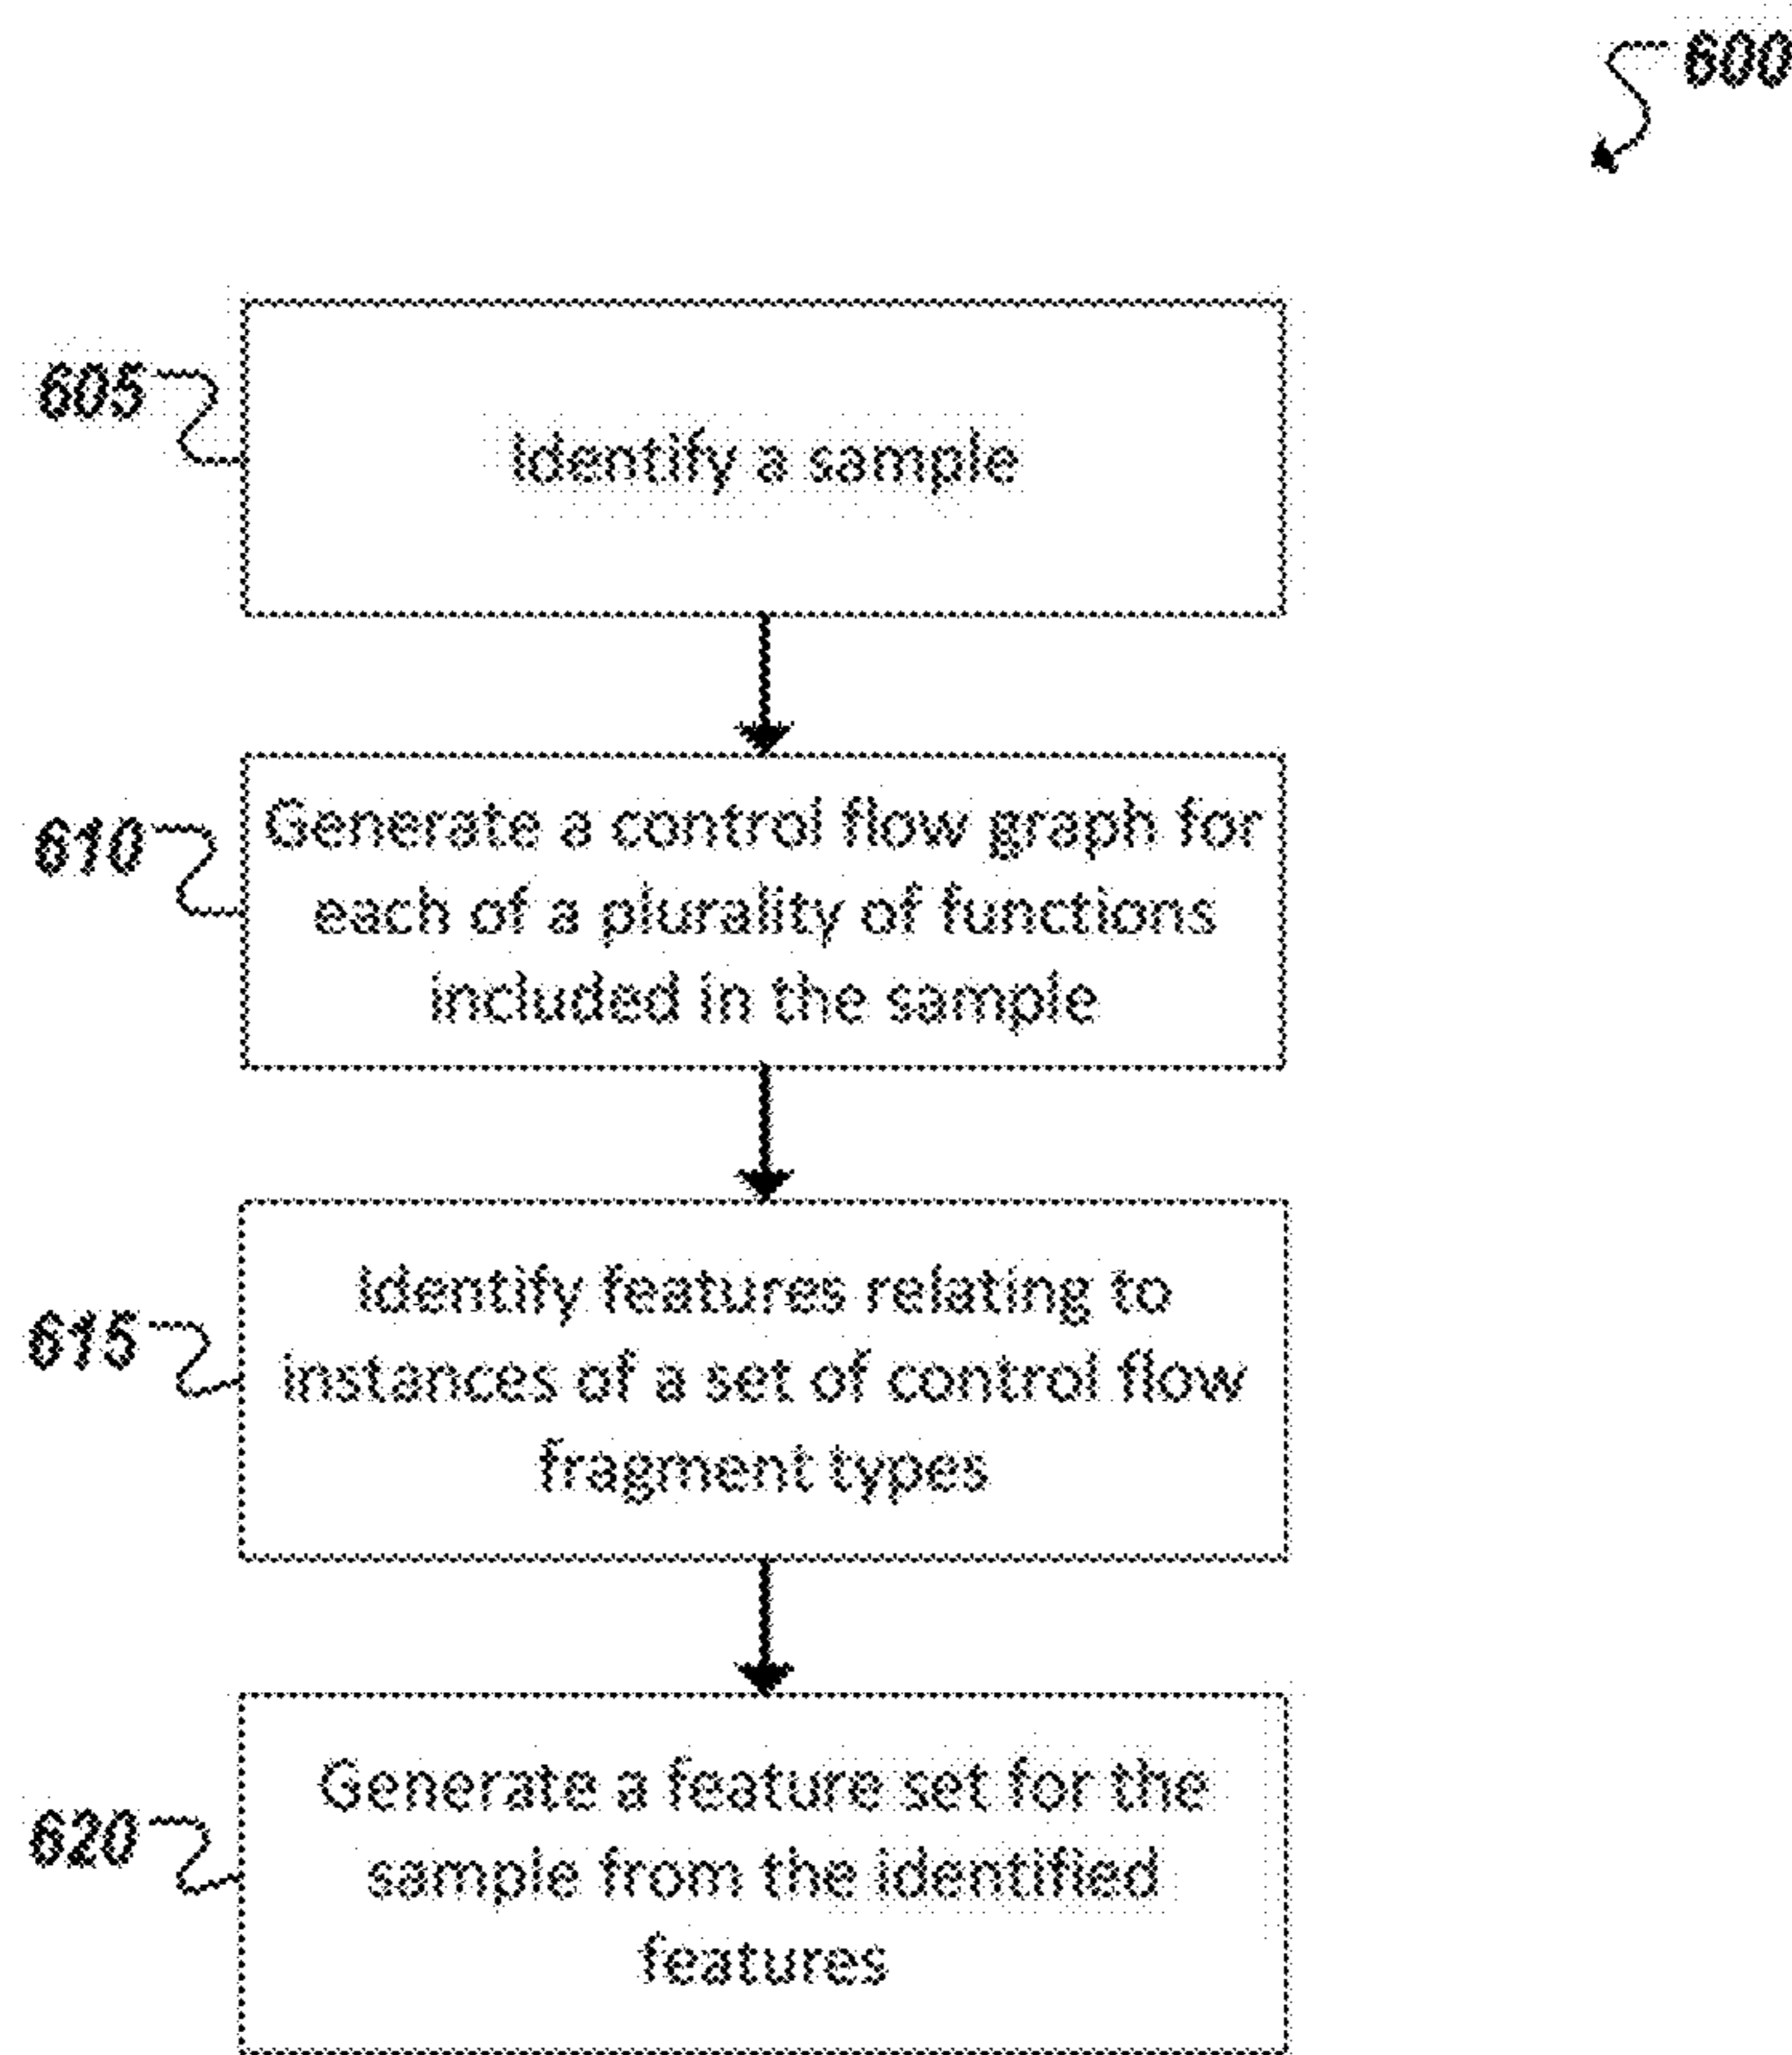 600
605
Identify a sample
610
Generate a control flow graph for
each of a plurality of functions
included in the sample
615
Identify features relating to
instances of a set of control flow
fragment types
620
Generate a feature set for the
sample from the identified
features